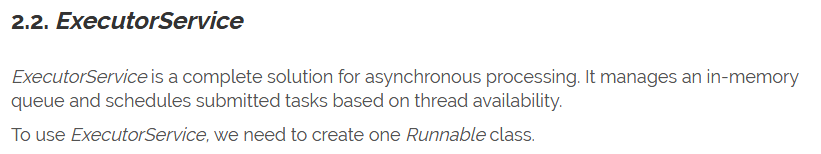 2.2. ExecutorService
ExecutorService is a complete solution for asynchronous processing. It manages an in-memory
queue and schedules submitted tasks based on thread availability.
To use ExecutorService, we need to create one Runnable class.